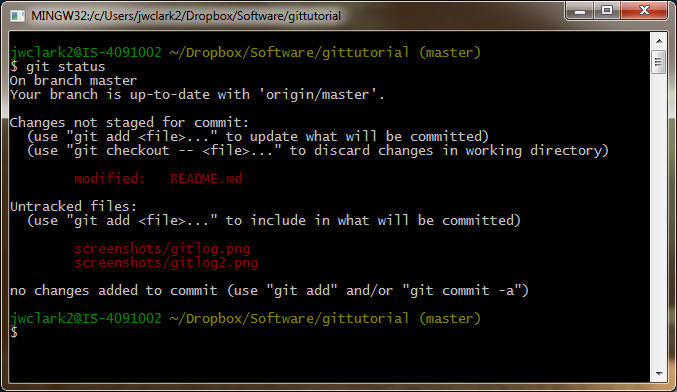 MINGW32:/c/Users/jwclark2/Dropbox/Software/gittutorial
jwclark2@IS-4091002 ~/Dropbox/Software/gittutorial (master)
$ git status
On branch master
Your branch is up-to-date with 'origin/master'.
Changes not staged for commit:
(use "git add <file>..." to update what will be committed)
(use "git checkout -- <file>..." to discard changes in working directory)
modified: README.md
Untracked files:
(use "git add <file>..." to include in what will be committed)
screenshots/gitlog.png
screenshots/gitlog2.png
no changes added to commit (use "git add" and/or "git commit -a")
jwclark2@IS-4091002 ~/Dropbox/Software/gittutorial (master)
$